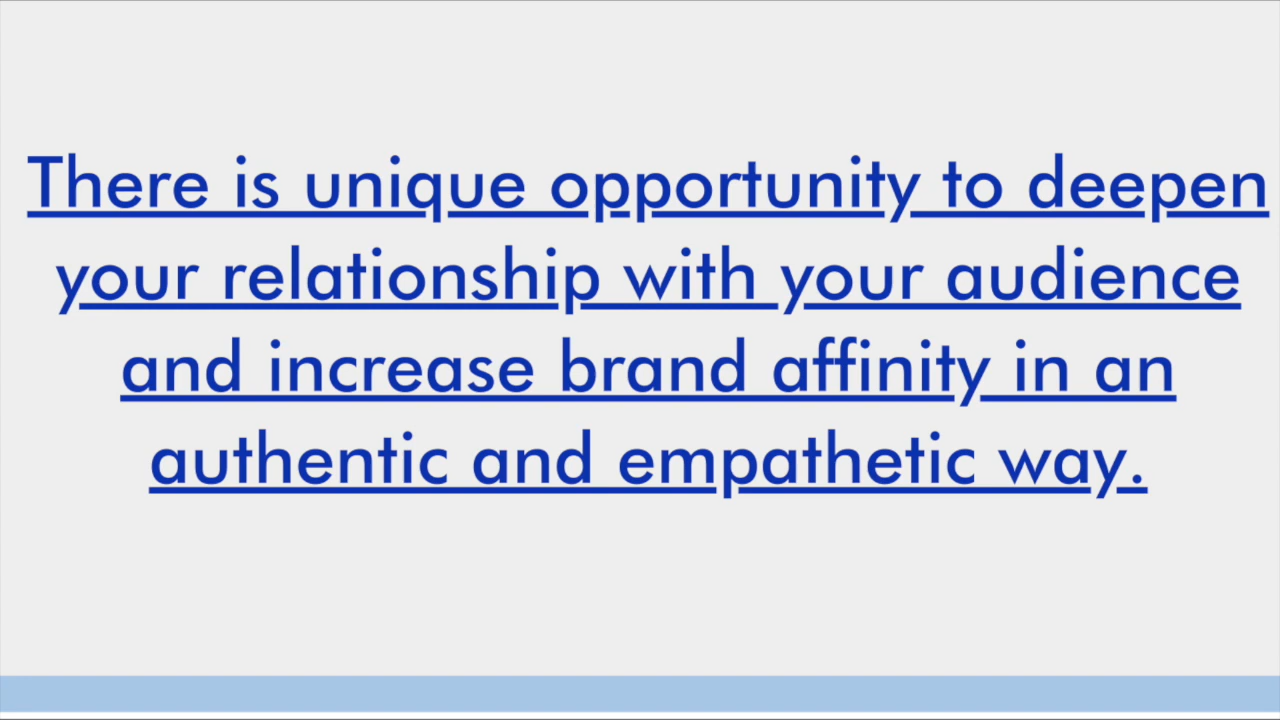 There is unique opportunity to deepen
your relationship with your audience
and increase brand affinity in an
authentic and empathetic way.